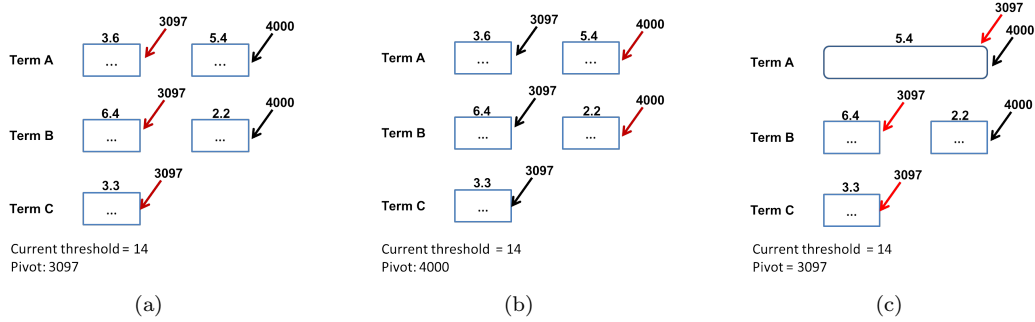 3.6
3097
5.4
4000
Term A
...
...
6.4
3097
2.2
4000
Term B
...
...
3.3
3097
Term C
...
Current threshold = 14
Pivot: 3097
(a)
3.6
3097
5.4
4000
Term A
...
...
6.4
3097
2.2
4000
Term B
...
...
3.3
3097
Term C
...
Current threshold = 14
Pivot: 4000
(b)
3097
4000
5.4
Term A
6.4
3097
2.2
4000
Term B
...
...
3.3
3097
Term C
...
Current threshold = 14
Pivot = 3097
(c)